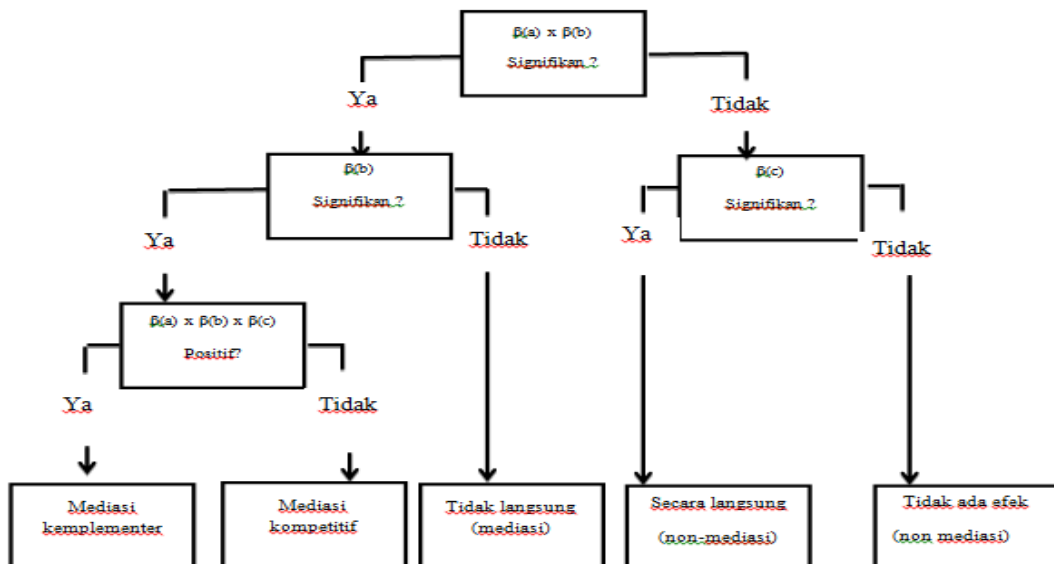 β(a) x β(b)
Signifikan ?
Ya
Tidak
β(b)
Signifikan ?
β(c)
Signifikan ?
Ya
Tidak
Ya
Tidak
β(a) x β(b) x β(c)
Positif?
Ya
Tidak
Mediasi
kemplementer
Mediasi
kompetitif
Tidak langsung
(mediasi)
Secara langsung
(non-mediasi)
Tidak ada efek
(non mediasi)